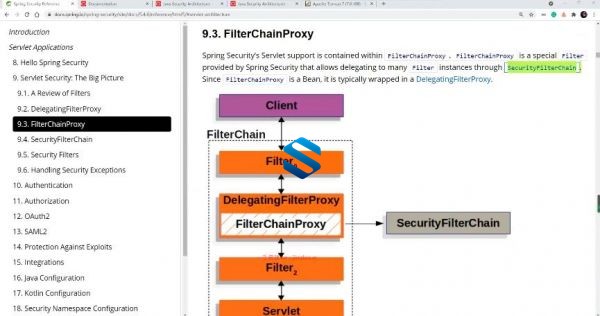 Spring Security Reference
Documentation
Java Security Architecture
Java Security Architecture
Apache Tomcat 7
docs.spring.io/spring-security/site/docs/5.4.6/reference/html5/#servlet-architecture
Introduction
Servlet Applications
8. Hello Spring Security
9. Servlet Security: The Big Picture
9.1. A Review of Filters
9.2. DelegatingFilterProxy
9.3. FilterChainProxy
9.4. SecurityFilterChain
9.5. Security Filters
9.6. Handling Security Exceptions
10. Authentication
11. Authorization
12. OAuth2
13. SAML2
14. Protection Against Exploits
15. Integrations
16. Java Configuration
17. Kotlin Configuration
18. Security Namespace Configuration
9.3. FilterChainProxy
Spring Security's Servlet support is contained within FilterChainProxy. FilterChainProxy is a special Filter
provided by Spring Security that allows delegating to many Filter instances through SecurityFilterChain.
Since FilterChainProxy is a Bean, it is typically wrapped in a DelegatingFilterProxy.
Client
FilterChain
Filter
DelegatingFilterProxy
FilterChainProxy
SecurityFilterChain
Filter2
Servlet